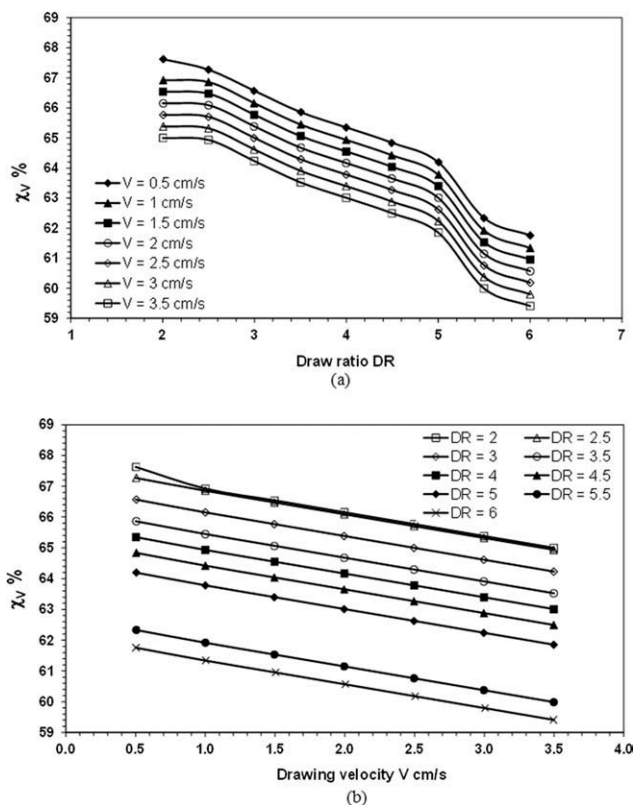 69
68
67
66
65
64
63
62
61
60
59
χV %
V = 0.5 cm/s
V = 1 cm/s
V = 1.5 cm/s
V = 2 cm/s
V = 2.5 cm/s
V = 3 cm/s
V = 3.5 cm/s
1 2 3 4 5 6 7
Draw ratio DR
(a)
69
68
67
66
65
64
63
62
61
60
59
χV %
DR = 2 DR = 2.5
DR = 3 DR = 3.5
DR = 4 DR = 4.5
DR = 5 DR = 5.5
DR = 6
0.0 0.5 1.0 1.5 2.0 2.5 3.0 3.5 4.0
Drawing velocity V cm/s
(b)